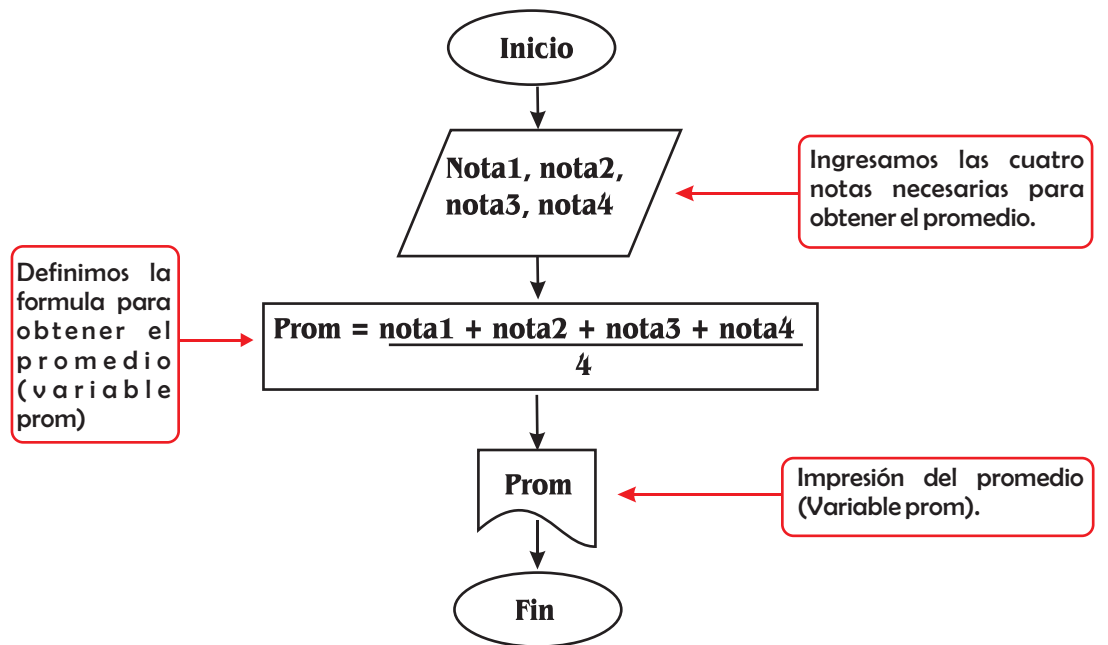 Inicio
Nota1, nota2,
nota3, nota4
Ingresamos las cuatro
notas necesarias para
obtener el promedio.
Definimos la
formula para
obtener el
promedio
(variable
prom)
Prom = nota1 + nota2 + nota3 + nota4
4
Prom
Impresión del promedio
(Variable prom).
Fin